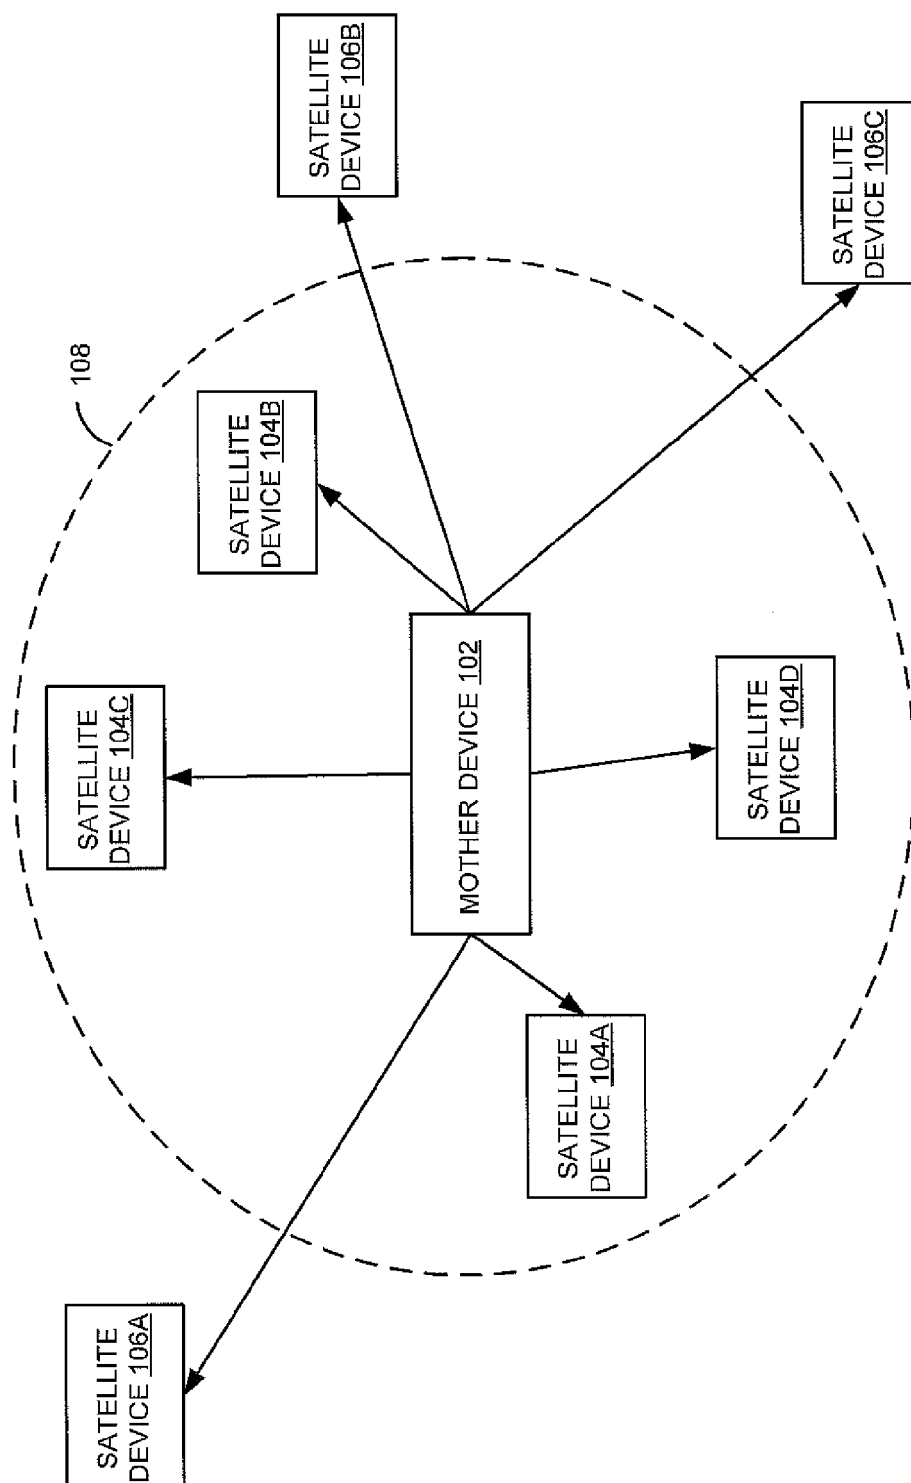 108
SATELLITE
DEVICE 104C
SATELLITE
DEVICE 106A
SATELLITE
DEVICE 104B
SATELLITE
DEVICE 106B
MOTHER DEVICE 102
SATELLITE
DEVICE 104A
SATELLITE
DEVICE 104D
SATELLITE
DEVICE 106C